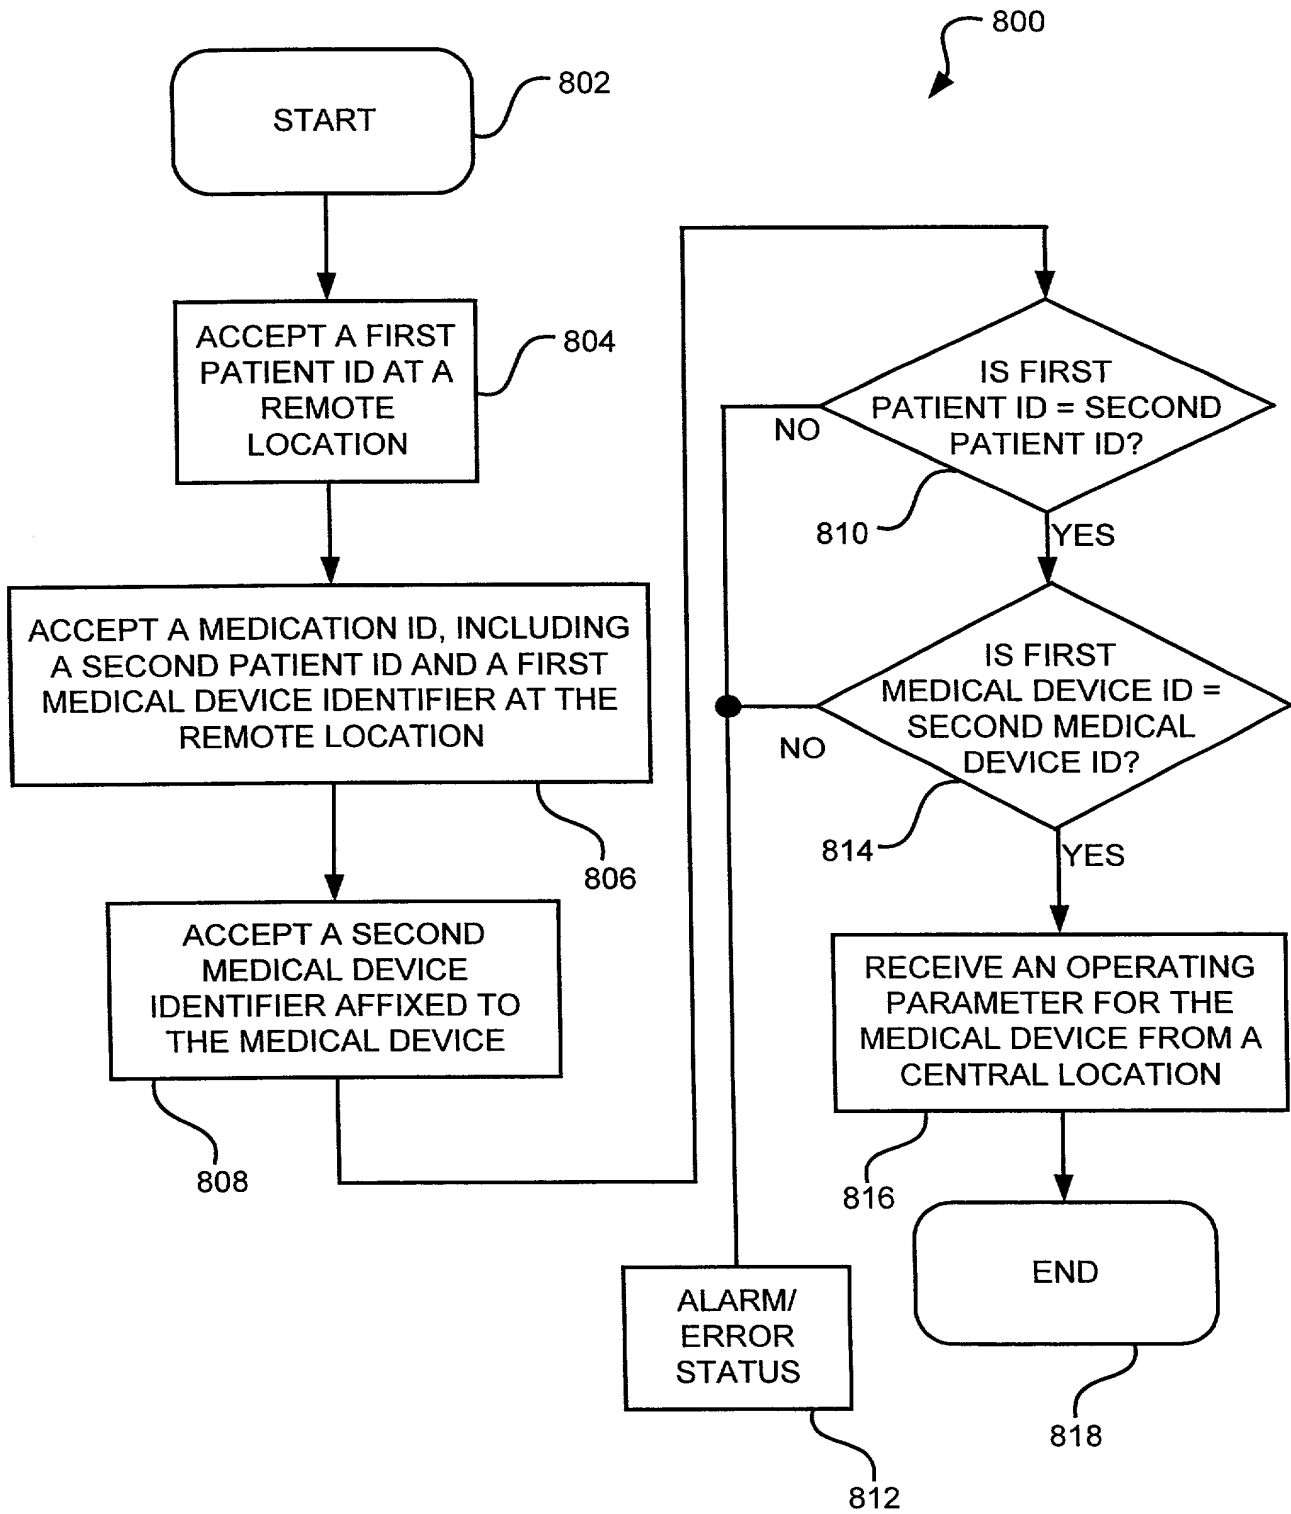 800
START
802
ACCEPT A FIRST
PATIENT ID AT A
REMOTE
LOCATION
804
ACCEPT A MEDICATION ID, INCLUDING
A SECOND PATIENT ID AND A FIRST
MEDICAL DEVICE IDENTIFIER AT THE
REMOTE LOCATION
806
ACCEPT A SECOND
MEDICAL DEVICE
IDENTIFIER AFFIXED TO
THE MEDICAL DEVICE
808
IS FIRST
PATIENT ID = SECOND
PATIENT ID?
NO
810
YES
IS FIRST
MEDICAL DEVICE ID =
SECOND MEDICAL
DEVICE ID?
NO
814
YES
RECEIVE AN OPERATING
PARAMETER FOR THE
MEDICAL DEVICE FROM A
CENTRAL LOCATION
816
END
818
ALARM/
ERROR
STATUS
812